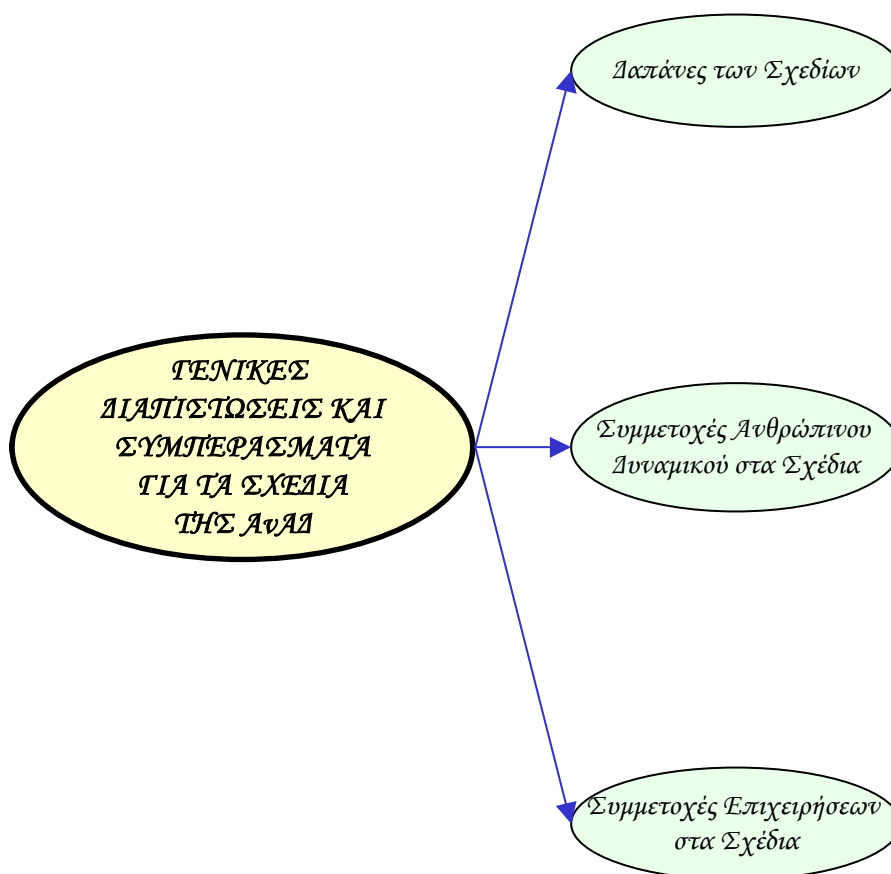 Δαπάνες των Σχεδίων
ΓΕΝΙΚΕΣ
ΔΙΑΠΙΣΤΩΣΕΙΣ ΚΑΙ
ΣΥΜΠΕΡΑΣΜΑΤΑ
ΓΙΑ ΤΑ ΣΧΕΔΙΑ
ΤΗΣ ΑνΑΔ
Συμμετοχές Ανθρώπινου
Δυναμικού στα Σχέδια
Συμμετοχές Επιχειρήσεων
στα Σχέδια